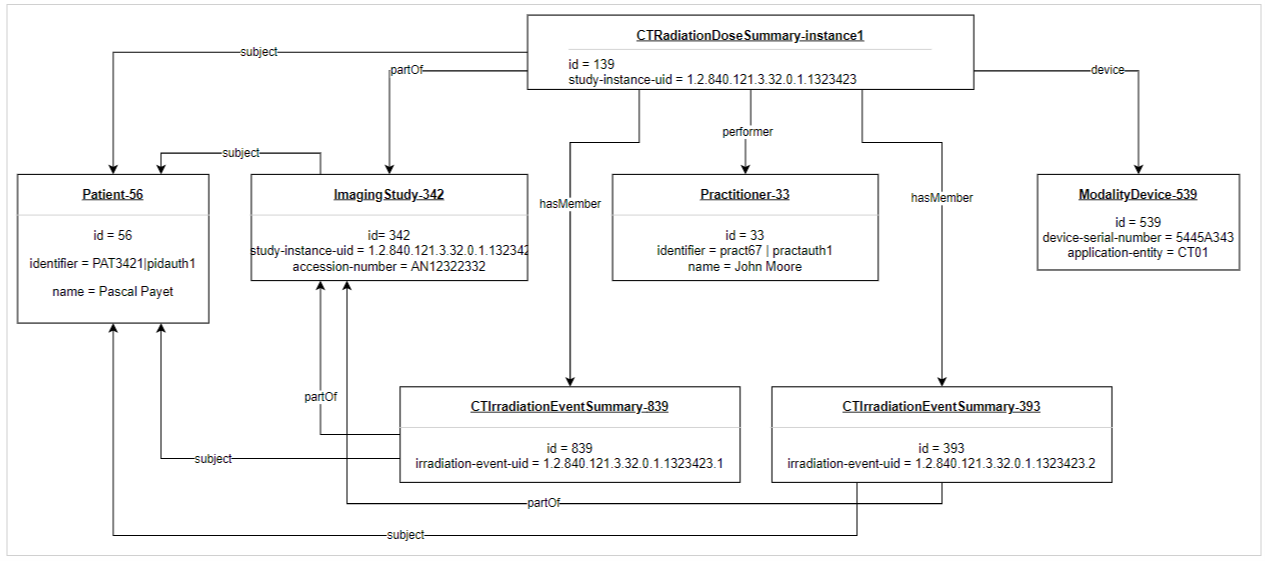 CTRadiationDoseSummary-instance1
id = 139
study-instance-uid = 1.2.840.121.3.32.0.1.1323423
subject
partOf
device
performer
subject
hasMember
hasMember
Patient-56
id = 56
identifier = PAT3421|pidauth1
name = Pascal Payet
ImagingStudy-342
id= 342
study-instance-uid = 1.2.840.121.3.32.0.1.132342
accession-number = AN12322332
Practitioner-33
id = 33
identifier = pract67 | practauth1
name = John Moore
ModalityDevice-539
id = 539
device-serial-number = 5445A343
application-entity = CT01
partOf
subject
CTIrradiationEventSummary-839
id = 839
irradiation-event-uid = 1.2.840.121.3.32.0.1.1323423.1
CTIrradiationEventSummary-393
id = 393
irradiation-event-uid = 1.2.840.121.3.32.0.1.1323423.2
partOf
subject